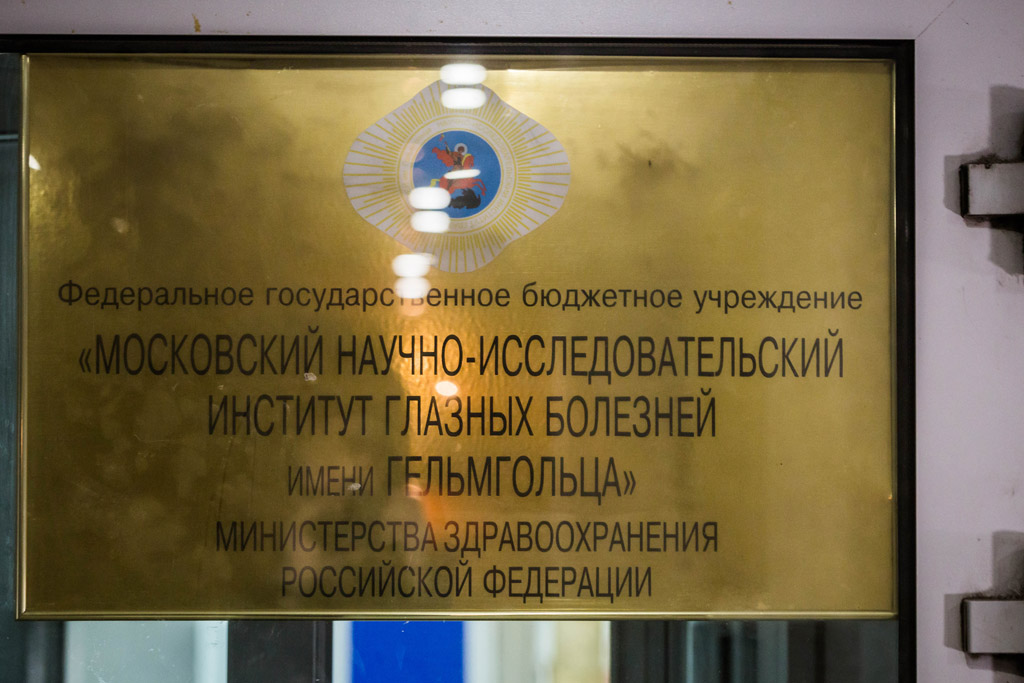 Федеральное государственное бюджетное учреждение
«МОСКОВСКИЙ НАУЧНО-ИССЛЕДОВАТЕЛЬСКИЙ
ИНСТИТУТ ГЛАЗНЫХ БОЛЕЗНЕЙ
ИМЕНИ ГЕЛЬМГОЛЬЦА»
МИНИСТЕРСТВА ЗДРАВООХРАНЕНИЯ
РОССИЙСКОЙ ФЕДЕРАЦИИ